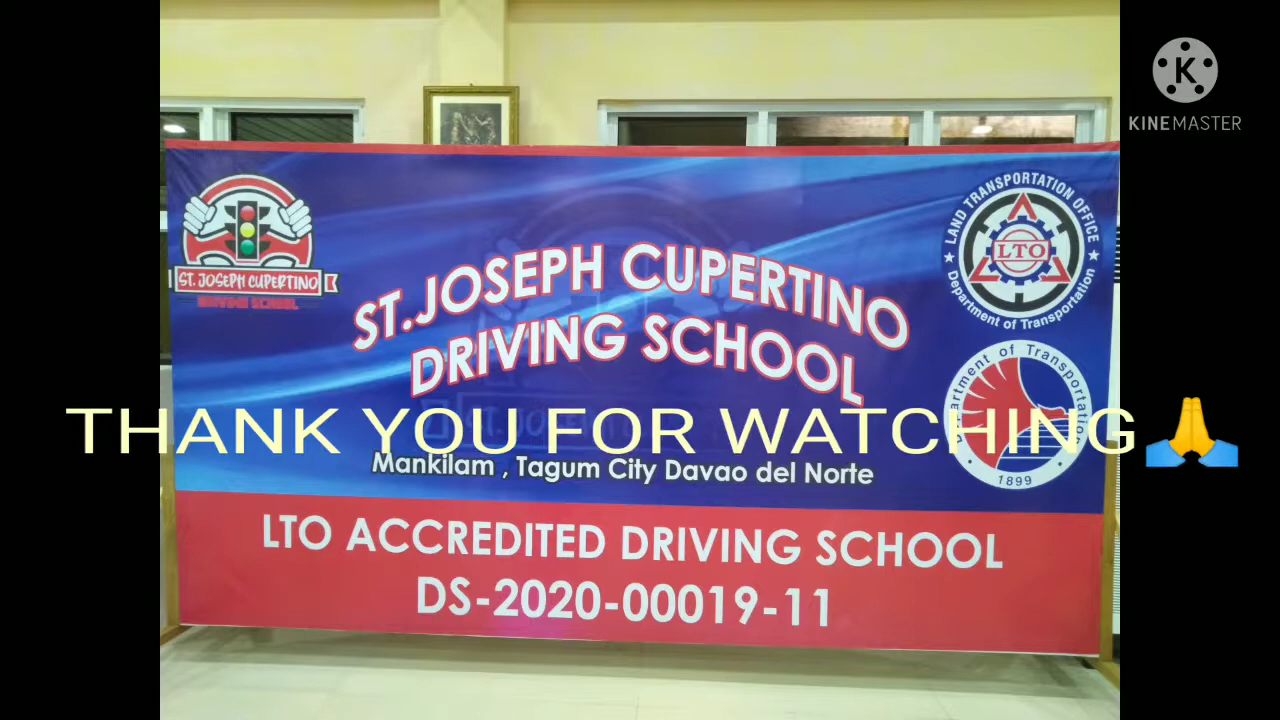 KINEMASTER
ST. JOSEPH CUPERTINO
DRIVING SCHOOL
LAND TRANSPORTATION OFFICE
LTO
Department of Transportation
ST.JOSEPH CUPERTINO
DRIVING SCHOOL
Department of Transportation
1899
THANK YOU FOR WATCHING🙏
Mankilam , Tagum City Davao del Norte
LTO ACCREDITED DRIVING SCHOOL
DS-2020-00019-11